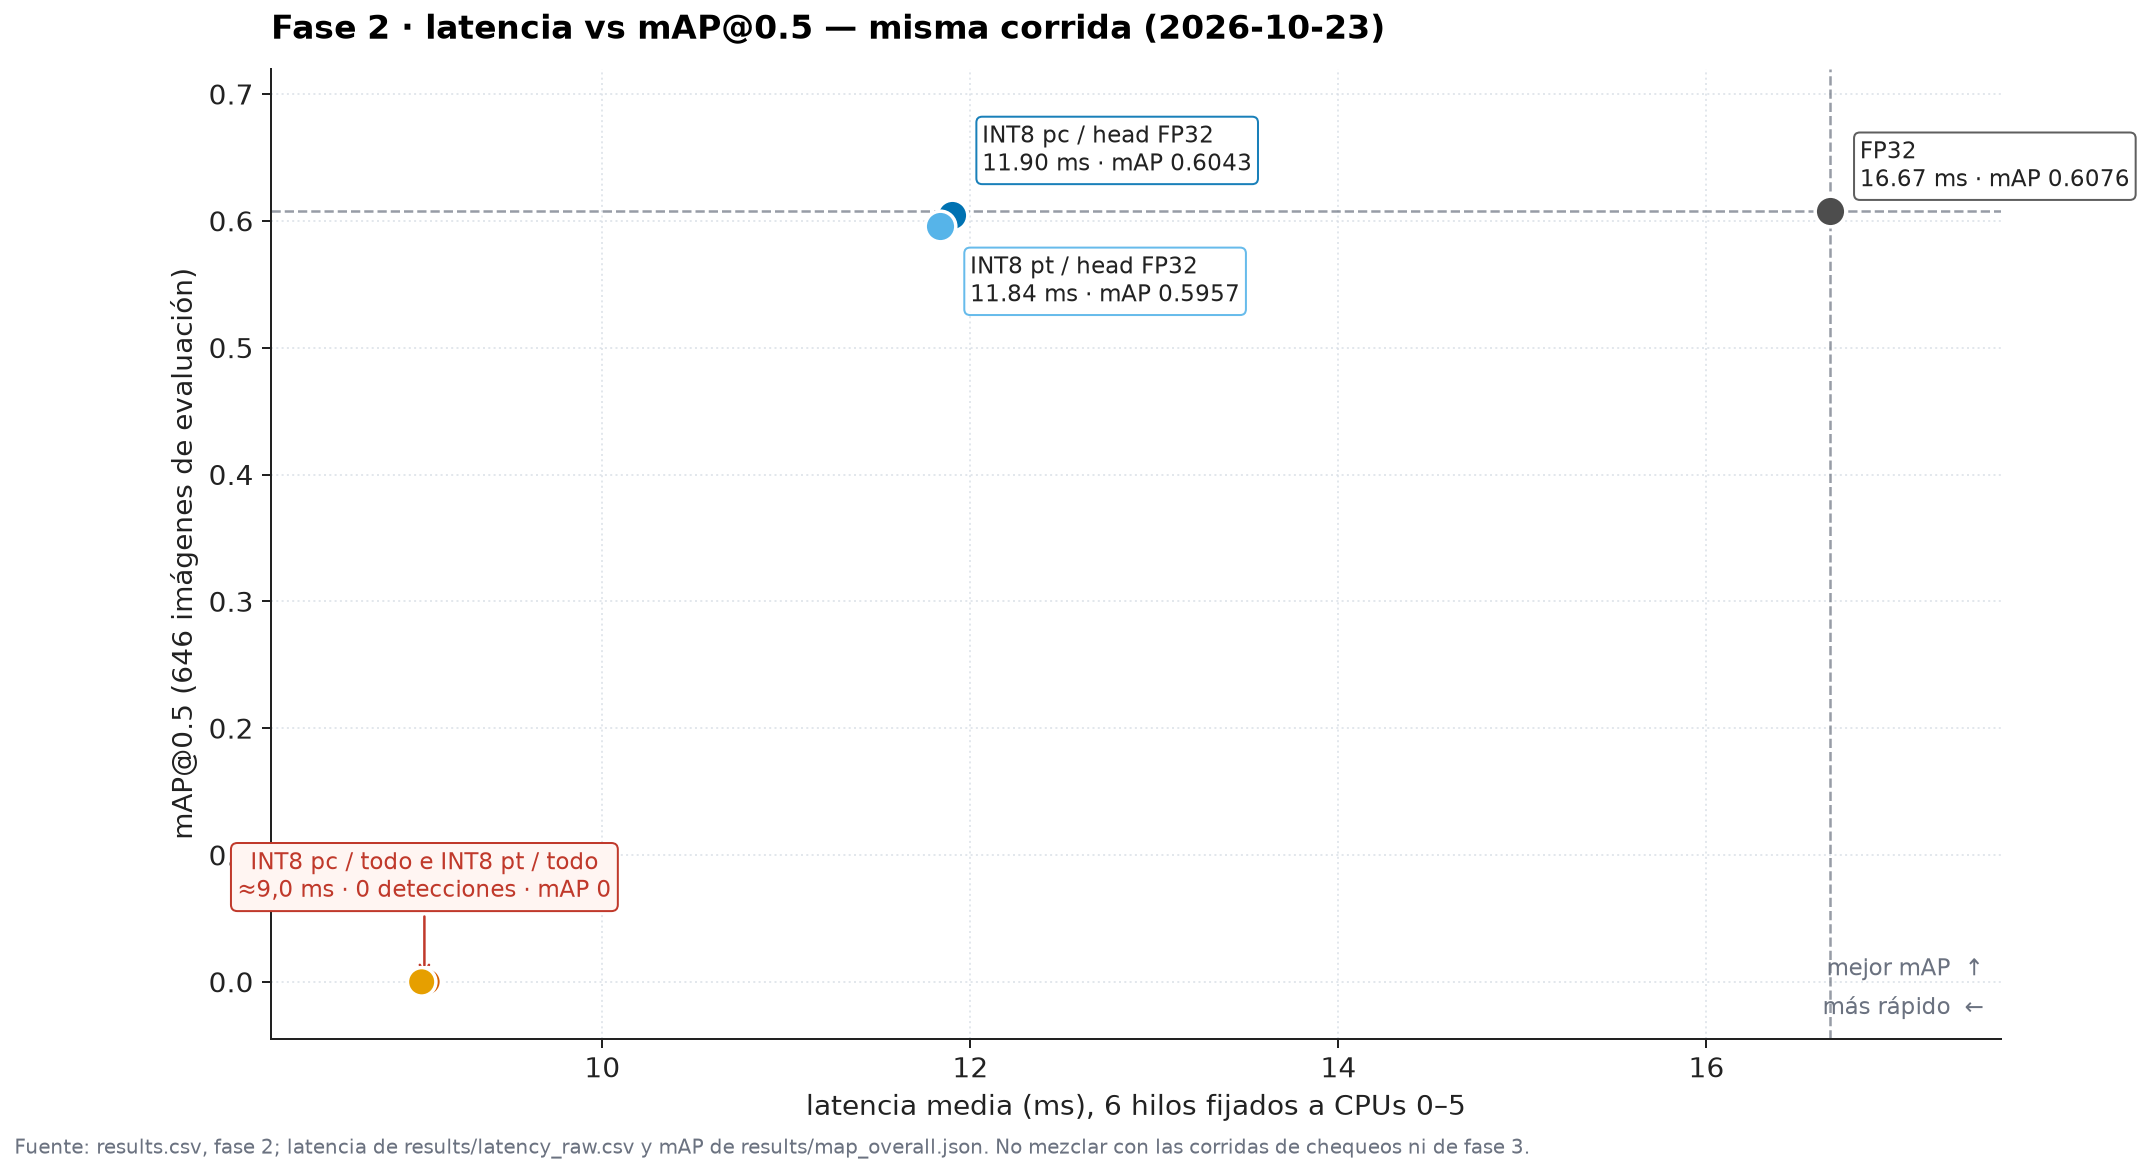 Fase 2 · latencia vs mAP@0.5 — misma corrida (2026-10-23)
mAP@0.5 (646 imágenes de evaluación)
0.7
0.6
0.5
0.4
0.3
0.2
0.
0.0
INT8 pc / head FP32
11.90 ms · mAP 0.6043
FP32
16.67 ms · mAP 0.6076
INT8 pt / head FP32
11.84 ms · mAP 0.5957
INT8 pc / todo e INT8 pt / todo
≈9,0 ms · 0 detecciones · mAP 0
mejor mAP ↑
más rápido ←
10
12
14
16
latencia media (ms), 6 hilos fijados a CPUs 0–5
Fuente: results.csv, fase 2; latencia de results/latency_raw.csv y mAP de results/map_overall.json. No mezclar con las corridas de chequeos ni de fase 3.